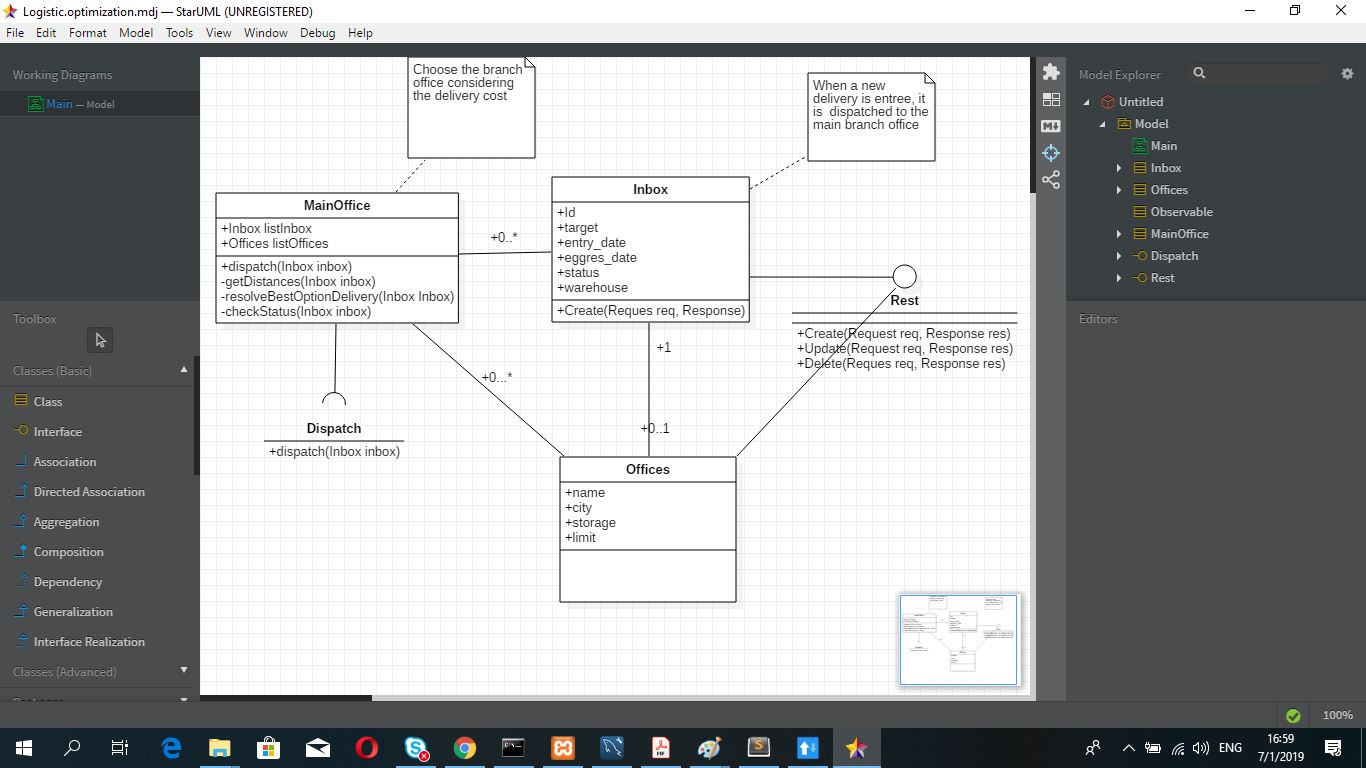 Logistic.optimization.mdj — StarUML (UNREGISTERED)
File Edit Format Model Tools View Window Debug Help
Working Diagrams
Main — Model
Toolbox
Classes (Basic)
Class
Interface
Association
Directed Association
Aggregation
Composition
Dependency
Generalization
Interface Realization
Classes (Advanced)
Choose the branch
office considering
the delivery cost
When a new
delivery is entree, it
is dispatched to the
main branch office
MainOffice
+Inbox listInbox
+Offices listOffices
+dispatch(Inbox inbox)
-getDistances(Inbox inbox)
-resolveBestOptionDelivery(Inbox Inbox)
-checkStatus(Inbox inbox)
+0..*
Inbox
+Id
+target
+entry_date
+eggres_date
+status
+warehouse
+Create(Reques req, Response)
Rest
+Create(Request req, Response res)
+Update(Request req, Response res)
+Delete(Reques req, Response res)
+1
+0...*
+0..1
Dispatch
+dispatch(Inbox inbox)
Offices
+name
+city
+storage
+limit
Model Explorer
Untitled
Model
Main
Inbox
Offices
Observable
MainOffice
Dispatch
Rest
Editors
100%
ENG
16:59
7/1/2019